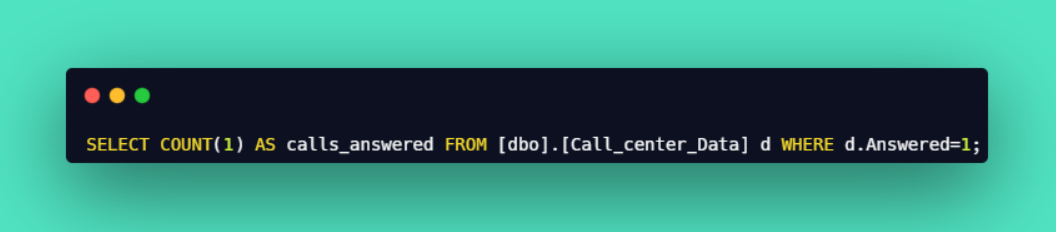 SELECT COUNT(1) AS calls_answered FROM [dbo].[Call_center_Data] d WHERE d.Answered=1;